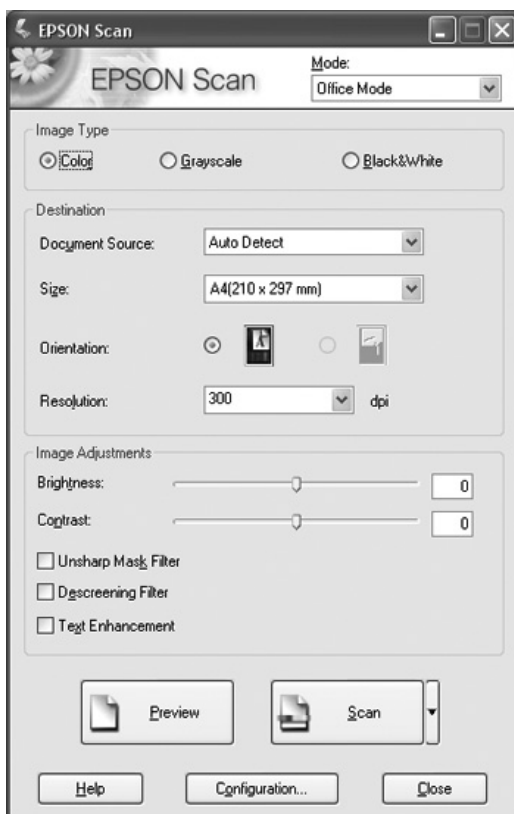 EPSON Scan
EPSON Scan
Mode:
Office Mode
Image Type
Color Grayscale Black&White
Destination
Document Source: Auto Detect
Size: A4(210 x 297 mm)
Orientation:
Resolution: 300 dpi
Image Adjustments
Brightness: 0
Contrast: 0
Unsharp Mask Filter
Descreening Filter
Text Enhancement
Preview Scan
Help Configuration... Close